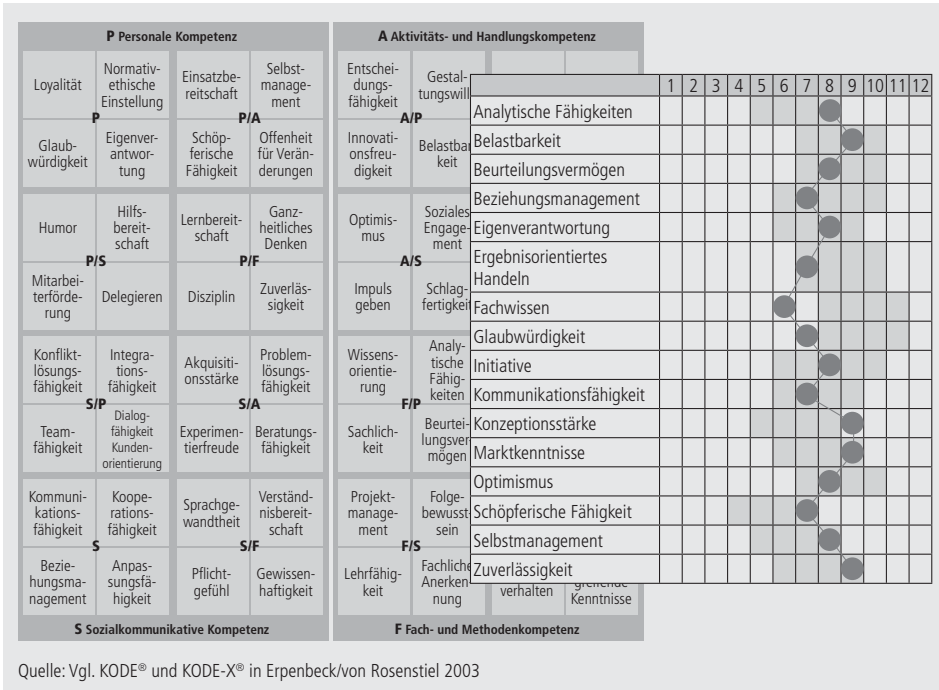 P Personale Kompetenz
A Aktivitäts- und Handlungskompetenz
Loyalität
Normativ-
ethische
Einstellung
Einsatzbe-
reitschaft
Selbst-
manage-
ment
P
P/A
Glaub-
würdigkeit
Eigenver-
antwor-
tung
Schöp-
ferische
Fähigkeit
Offenheit
für Verän-
derungen
Humor
Hilfs-
bereit-
schaft
Lernbereit-
schaft
Ganz-
heitliches
Denken
P/S
P/F
Mitarbei-
terförde-
rung
Delegieren
Disziplin
Zuverläs-
sigkeit
Konflikt-
lösungs-
fähigkeit
Integra-
tions-
fähigkeit
Akquisiti-
onsstärke
Problem-
lösungs-
fähigkeit
S/P
S/A
Team-
fähigkeit
Dialog-
fähigkeit
Kunden-
orientierung
Experimen-
tierfreude
Beratungs-
fähigkeit
Kommuni-
kations-
fähigkeit
Koope-
rations-
fähigkeit
Sprachge-
wandtheit
Verständ-
nisbereit-
schaft
S
S/F
Bezie-
hungsma-
nagement
Anpas-
sungsfä-
higkeit
Pflicht-
gefühl
Gewissen-
haftigkeit
Entschei-
dungs-
fähigkeit
Gestal-
tungswill
A/P
Innovati-
onsfreu-
digkeit
Belastbar
keit
Optimis-
mus
Soziales
Engage-
ment
A/S
Impuls
geben
Schlag-
fertigkeit
Wissens-
orientie-
rung
Analy-
tische
Fähig-
keiten
F/P
Sachlich-
keit
Beurtei-
lungsver-
mögen
Projekt-
manage-
ment
Folge-
bewusst-
sein
F/S
Lehrfähig-
keit
Fachliche
Anerken-
nung
verhalten
greifende
Kenntnisse
S Sozialkommunikative Kompetenz
F Fach- und Methodenkompetenz
1 2 3 4 5 6 7 8 9 10 11 12
Analytische Fähigkeiten
Belastbarkeit
Beurteilungsvermögen
Beziehungsmanagement
Eigenverantwortung
Ergebnisorientiertes
Handeln
Fachwissen
Glaubwürdigkeit
Initiative
Kommunikationsfähigkeit
Konzeptionsstärke
Marktkenntnisse
Optimismus
Schöpferische Fähigkeit
Selbstmanagement
Zuverlässigkeit
Quelle: Vgl. KODE® und KODE-X® in Erpenbeck/von Rosenstiel 2003